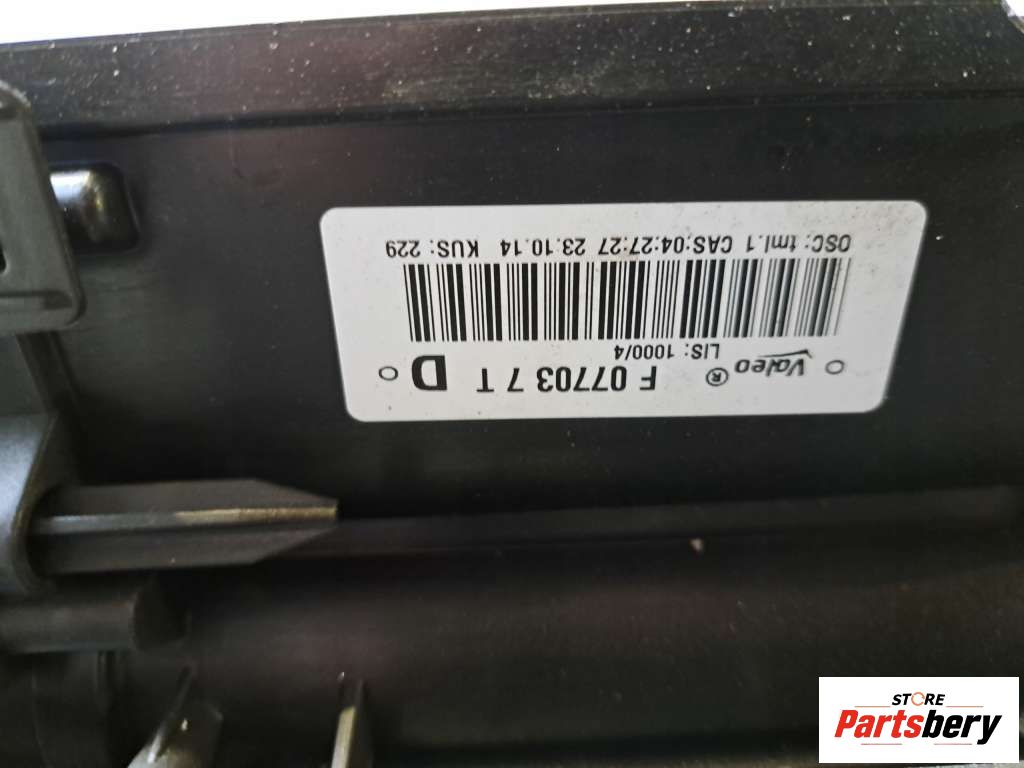 Valeo ® F 07703 7 T D
LIS: 1000/4
OSC: tml.1 CAS:04:27:27 23.10.14 KUS: 229
STORE
Partsbery